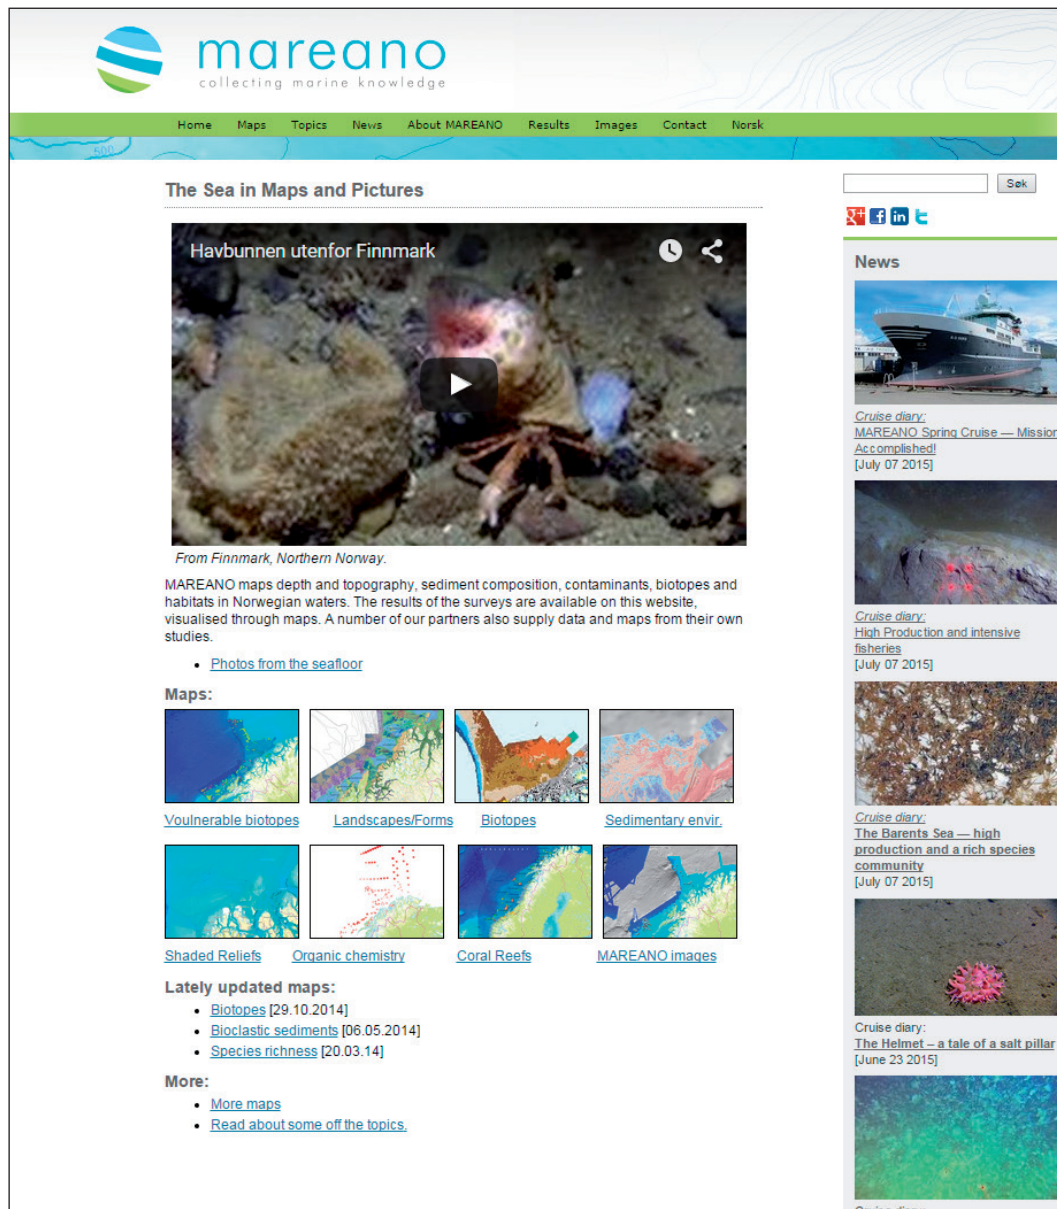 mareano
collecting marine knowledge
Home Maps Topics News About MAREANO Results Images Contact Norsk
500
The Sea in Maps and Pictures
Havbunnen utenfor Finnmark
From Finnmark, Northern Norway.
MAREANO maps depth and topography, sediment composition, contaminants, biotopes and
habitats in Norwegian waters. The results of the surveys are available on this website,
visualised through maps. A number of our partners also supply data and maps from their own
studies.
• Photos from the seafloor
Maps:
Voulnerable biotopes Landscapes/Forms Biotopes Sedimentary envir.
Shaded Reliefs Organic chemistry Coral Reefs MAREANO images
Lately updated maps:
• Biotopes [29.10.2014]
• Bioclastic sediments [06.05.2014]
• Species richness [20.03.14]
More:
• More maps
• Read about some off the topics.
Søk
News
Cruise diary:
MAREANO Spring Cruise — Mission
Accomplished!
[July 07 2015]
Cruise diary:
High Production and intensive
fisheries
[July 07 2015]
Cruise diary:
The Barents Sea — high
production and a rich species
community
[July 07 2015]
Cruise diary:
The Helmet – a tale of a salt pillar
[June 23 2015]